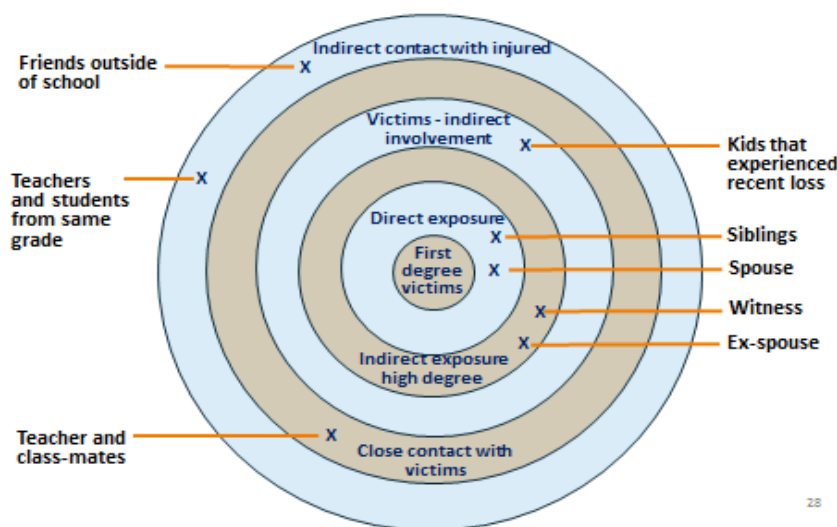 Indirect contact with injured
X
Friends outside
of school
Victims - indirect
involvement
X
Kids that
experienced
recent loss
X
Teachers
and students
from same
grade
Direct exposure
X
Siblings
First
degree
victims
X
Spouse
X
Witness
X
Ex-spouse
Indirect exposure
high degree
X
Teacher and
class-mates
Close contact with
victims
28